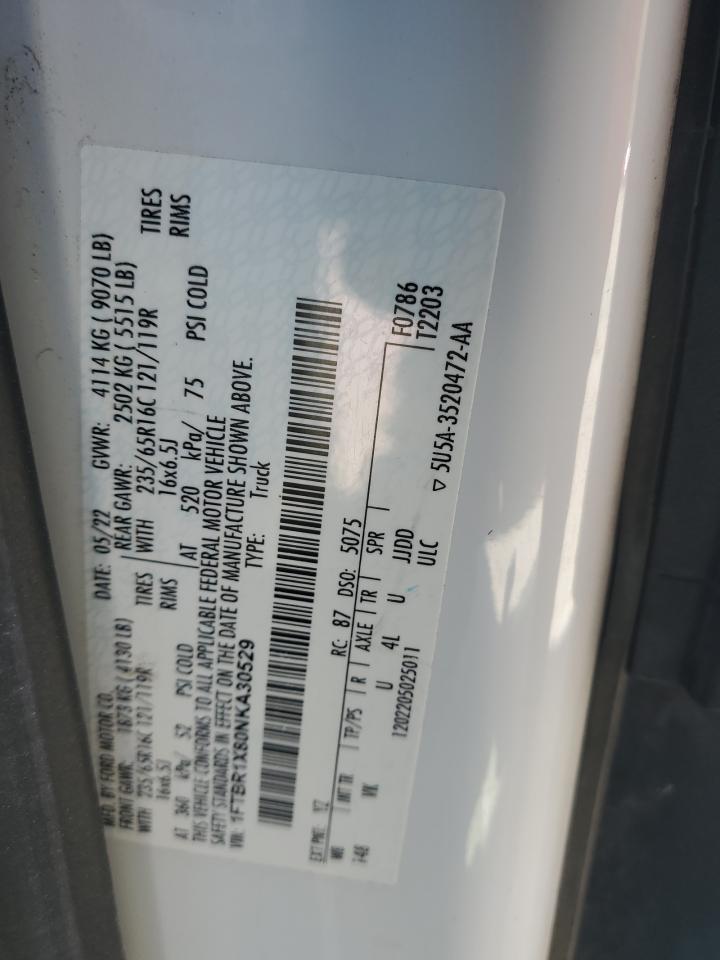 MFD. BY FORD MOTOR CO. DATE: 05/22 GVWR: 4114 KG ( 9070 LB)
FRONT GAWR: 1873 KG ( 4130 LB) REAR GAWR: 2502 KG ( 5515 LB)
WITH 235/65R16C 121/119R TIRES WITH 235/65R16C 121/119R TIRES
16x6.5J RIMS 16x6.5J RIMS
AT 360 kPa/ 52 PSI COLD AT 520 kPa/ 75 PSI COLD
THIS VEHICLE CONFORMS TO ALL APPLICABLE FEDERAL MOTOR VEHICLE
SAFETY STANDARDS IN EFFECT ON THE DATE OF MANUFACTURE SHOWN ABOVE.
VIN: 1FTBR1X80NKA30529 TYPE: Truck
EXT PNT: YZ RC: 87 DSO: 5075
WB INT TR TP/PS R AXLE TR SPR F0786
148 VK U 4L U JJDD T2203
1202205025011 ULC
▽ 5U5A-3520472-AA